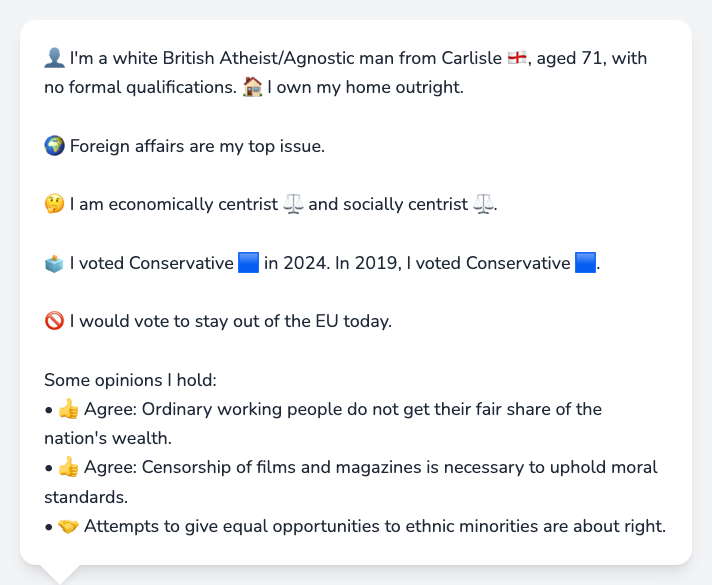 👤 I'm a white British Atheist/Agnostic man from Carlisle 🏴󠁧󠁢󠁥󠁮󠁧󠁿, aged 71, with
no formal qualifications. 🏠 I own my home outright.
🌍 Foreign affairs are my top issue.
🤔 I am economically centrist ⚖️ and socially centrist ⚖️.
🗳️ I voted Conservative 🟦 in 2024. In 2019, I voted Conservative 🟦.
🚫 I would vote to stay out of the EU today.
Some opinions I hold:
• 👍 Agree: Ordinary working people do not get their fair share of the
nation's wealth.
• 👍 Agree: Censorship of films and magazines is necessary to uphold moral
standards.
• 🤝 Attempts to give equal opportunities to ethnic minorities are about right.